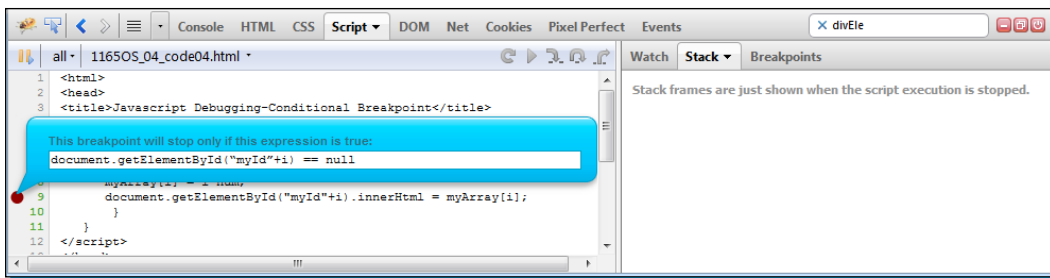 Console HTML CSS Script DOM Net Cookies Pixel Perfect Events divEle
all 1165OS_04_code04.html Watch Stack Breakpoints
1 <html>
2 <head>
3 <title>Javascript Debugging-Conditional Breakpoint</title>
Stack frames are just shown when the script execution is stopped.
This breakpoint will stop only if this expression is true:
document.getElementById("myId"+i) == null
9 document.getElementById("myId"+i).innerHtml = myArray[i];
10 }
11 }
12 </script>